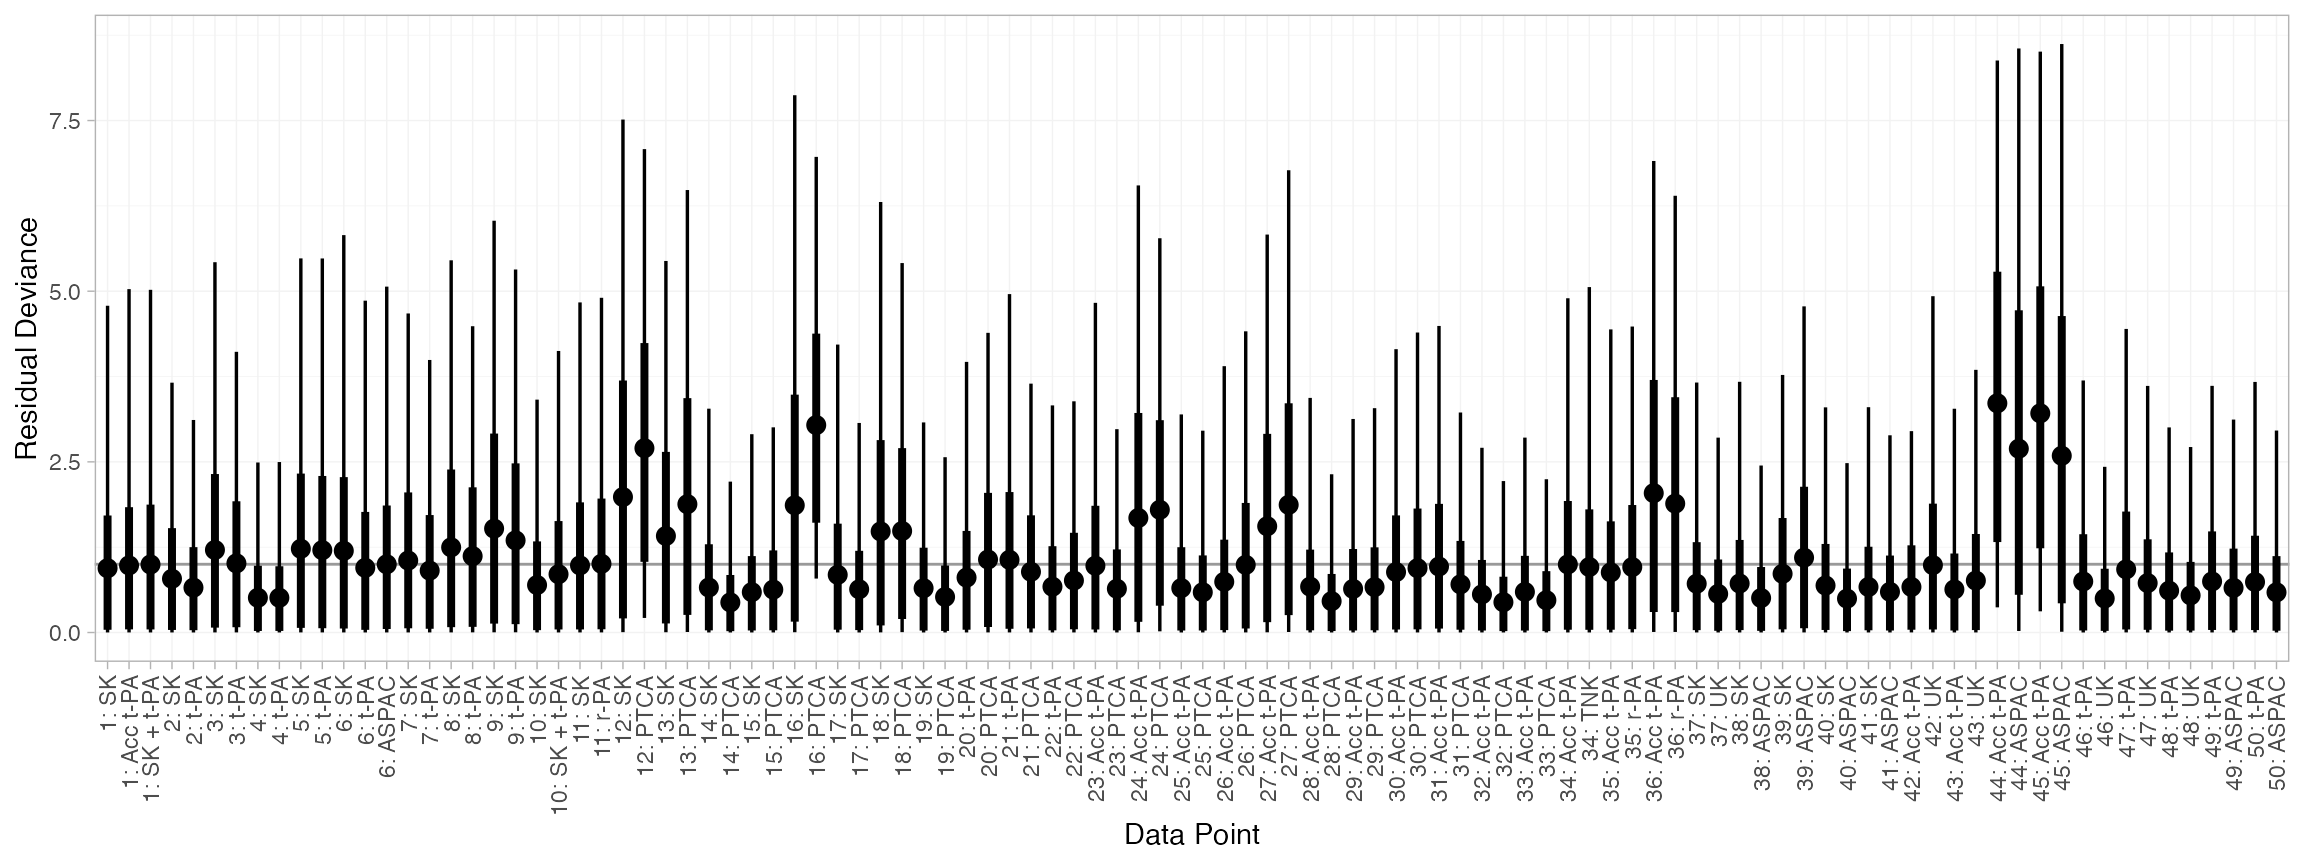 Residual Deviance
7.5
5.0
2.5
0.0
1: SK
1: Acc t-PA
1: SK + t-PA
2: SK
2: t-PA
3: SK
3: t-PA
4: SK
4: t-PA
5: SK
5: t-PA
6: SK
6: t-PA
6: ASPAC
7: SK
7: t-PA
8: SK
8: t-PA
9: SK
9: t-PA
10: SK
10: SK + t-PA
11: SK
11: r-PA
12: SK
12: PTCA
13: SK
13: PTCA
14: SK
14: PTCA
15: SK
15: PTCA
16: SK
16: PTCA
17: SK
17: PTCA
18: SK
18: PTCA
19: SK
19: PTCA
20: t-PA
20: PTCA
21: t-PA
21: PTCA
22: t-PA
22: PTCA
23: Acc t-PA
23: PTCA
24: Acc t-PA
24: PTCA
25: Acc t-PA
25: PTCA
26: Acc t-PA
26: PTCA
27: Acc t-PA
27: PTCA
28: Acc t-PA
28: PTCA
29: Acc t-PA
29: PTCA
30: Acc t-PA
30: PTCA
31: Acc t-PA
31: PTCA
32: Acc t-PA
32: PTCA
33: Acc t-PA
33: PTCA
34: Acc t-PA
34: TNK
35: Acc t-PA
35: r-PA
36: Acc t-PA
36: r-PA
37: SK
37: UK
38: SK
38: ASPAC
39: SK
39: ASPAC
40: SK
40: ASPAC
41: SK
41: ASPAC
42: Acc t-PA
42: UK
43: Acc t-PA
43: UK
44: Acc t-PA
44: ASPAC
45: Acc t-PA
45: ASPAC
46: t-PA
46: UK
47: t-PA
47: UK
48: t-PA
48: UK
49: t-PA
49: ASPAC
50: t-PA
50: ASPAC
Data Point